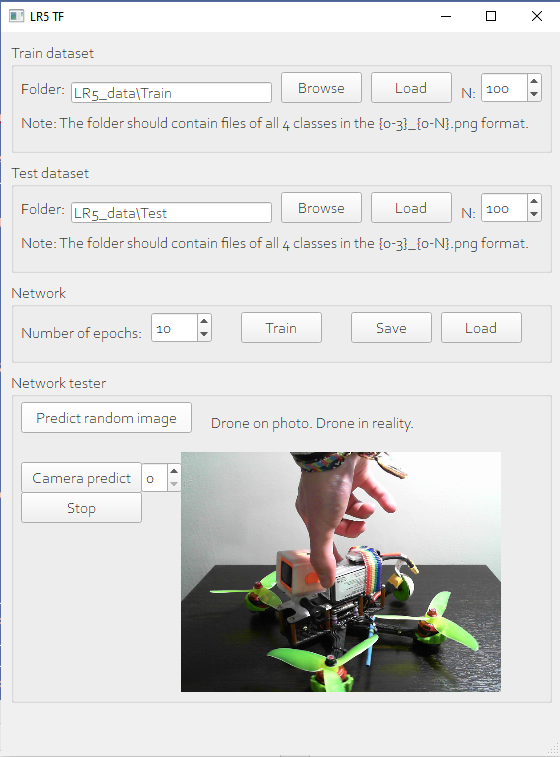 LR5 TF
Train dataset
Folder: LR5_data\Train Browse Load N: 100
Note: The folder should contain files of all 4 classes in the {0-3}_{0-N}.png format.
Test dataset
Folder: LR5_data\Test Browse Load N: 100
Note: The folder should contain files of all 4 classes in the {0-3}_{0-N}.png format.
Network
Number of epochs: 10 Train Save Load
Network tester
Predict random image Drone on photo. Drone in reality.
Camera predict 0
Stop